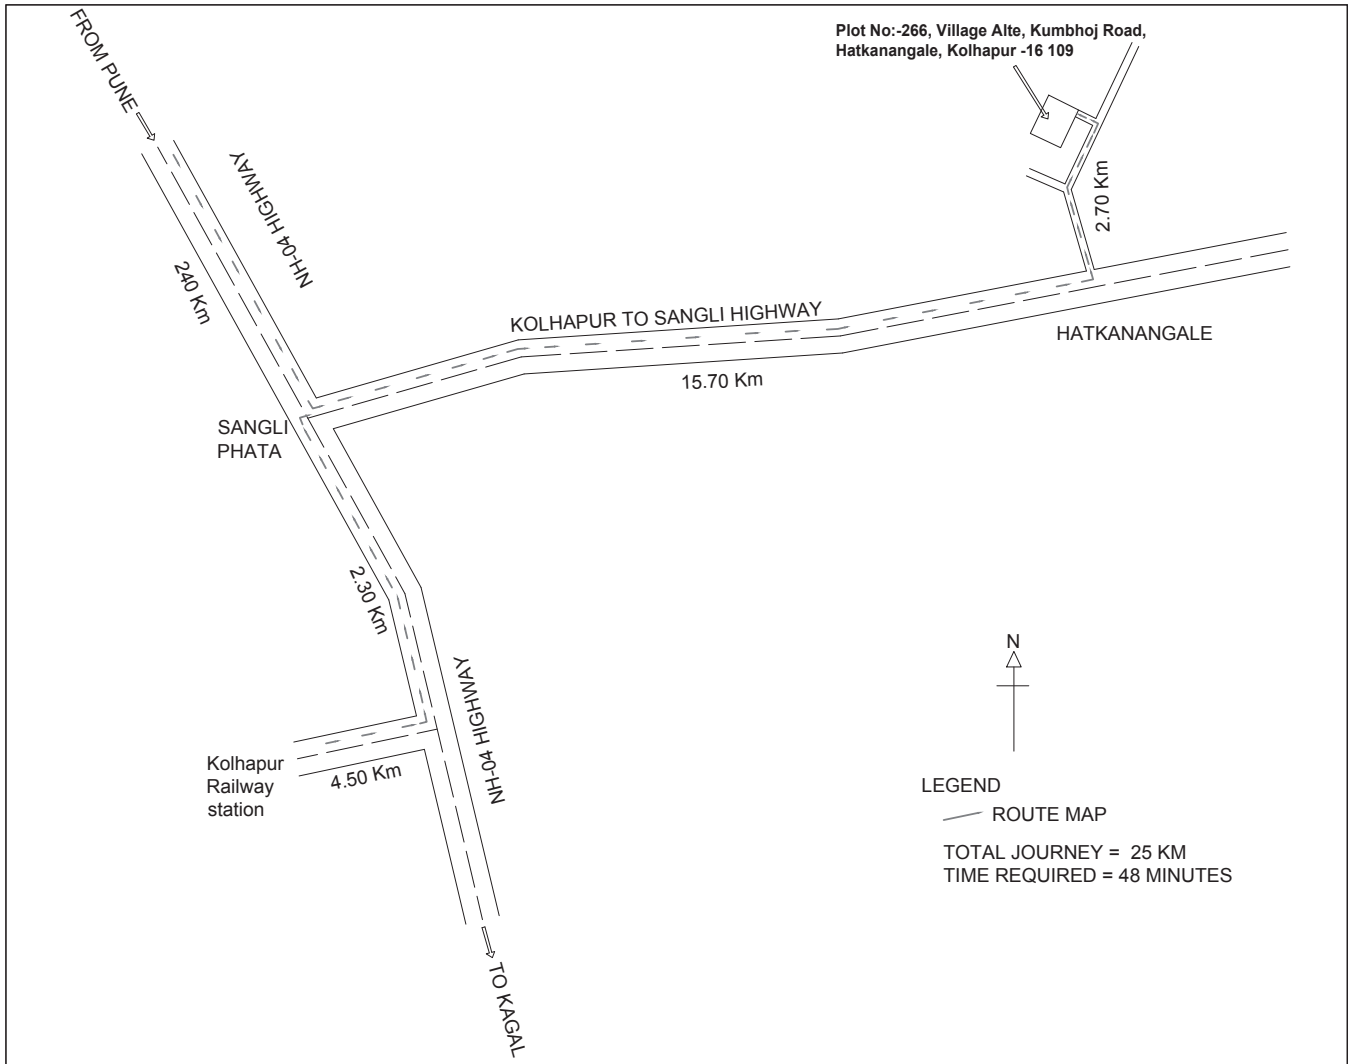 FROM PUNE
NH-04 HIGHWAY
240 Km
Plot No:-266, Village Alte, Kumbhoj Road,
Hatkanangale, Kolhapur -16 109
2.70 Km
KOLHAPUR TO SANGLI HIGHWAY
HATKANANGALE
15.70 Km
SANGLI
PHATA
2.30 Km
NH-04 HIGHWAY
Kolhapur
Railway
station
4.50 Km
TO KAGAL
N
LEGEND
ROUTE MAP
TOTAL JOURNEY = 25 KM
TIME REQUIRED = 48 MINUTES